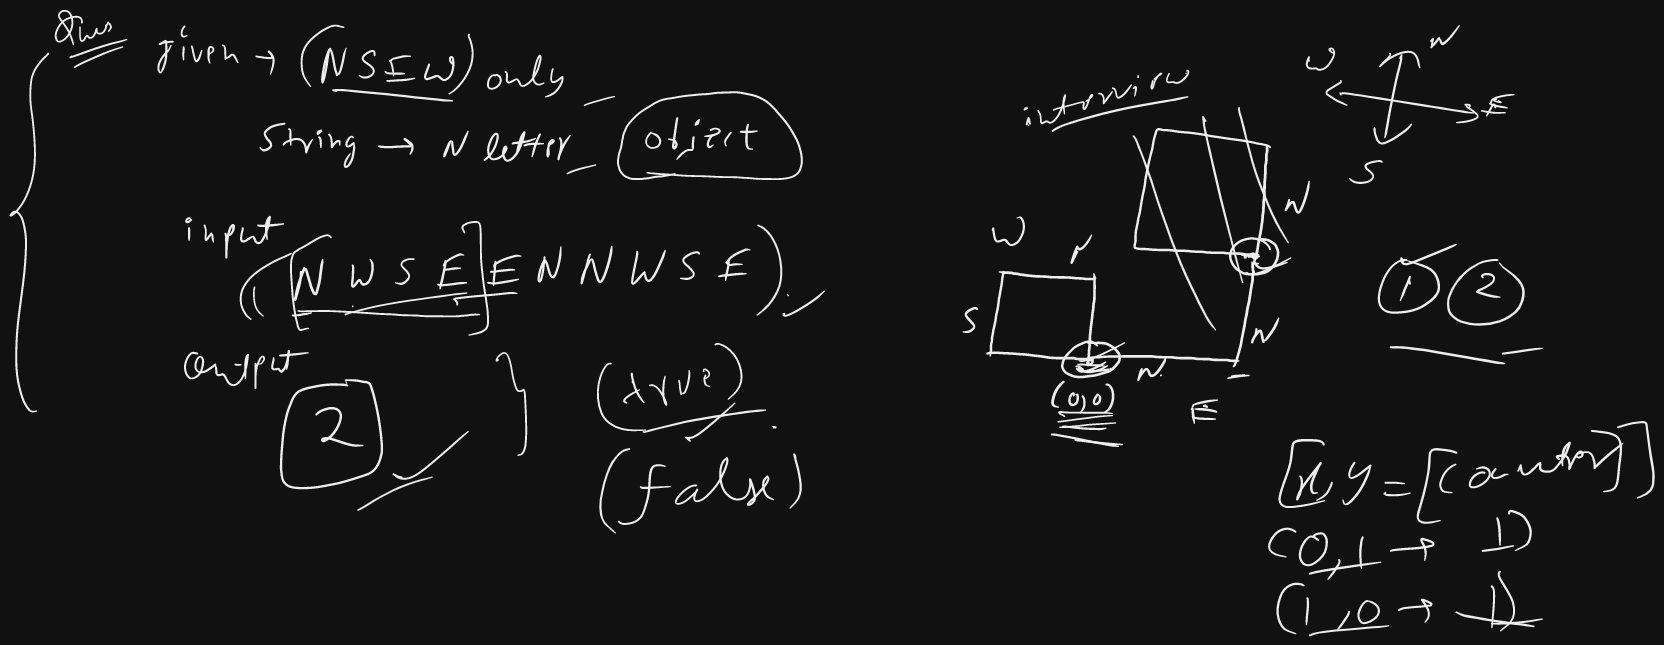 Ques
given → (NSEW) only
String → N letter
object
input
(N W S E E N N W S E)
output
2
(true)
(false)
interview
N
W
E
S
N
W
N
S
N
(0,0)
N
E
1 2
[x, y = [counter]]
(0,1 → 1)
(1,0 → 1)